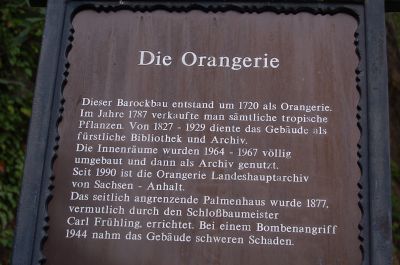 Die Orangerie
Dieser Barockbau entstand um 1720 als Orangerie.
Im Jahre 1787 verkaufte man sämtliche tropische
Pflanzen. Von 1827 - 1929 diente das Gebäude als
fürstliche Bibliothek und Archiv.
Die Innenräume wurden 1964 - 1967 völlig
umgebaut und dann als Archiv genutzt.
Seit 1990 ist die Orangerie Landeshauptarchiv
von Sachsen - Anhalt.
Das seitlich angrenzende Palmenhaus wurde 1877,
vermutlich durch den Schloßbaumeister
Carl Frühling, errichtet. Bei einem Bombenangriff
1944 nahm das Gebäude schweren Schaden.